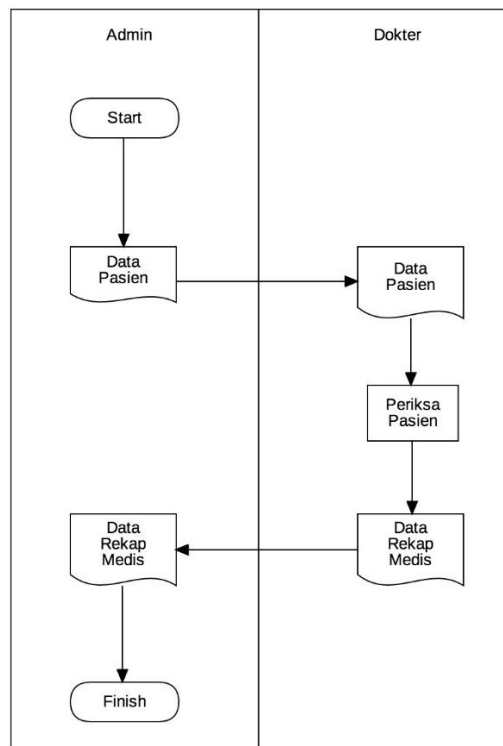 Admin
Dokter
Start
Data
Pasien
Data
Pasien
Periksa
Pasien
Data
Rekap
Medis
Data
Rekap
Medis
Finish